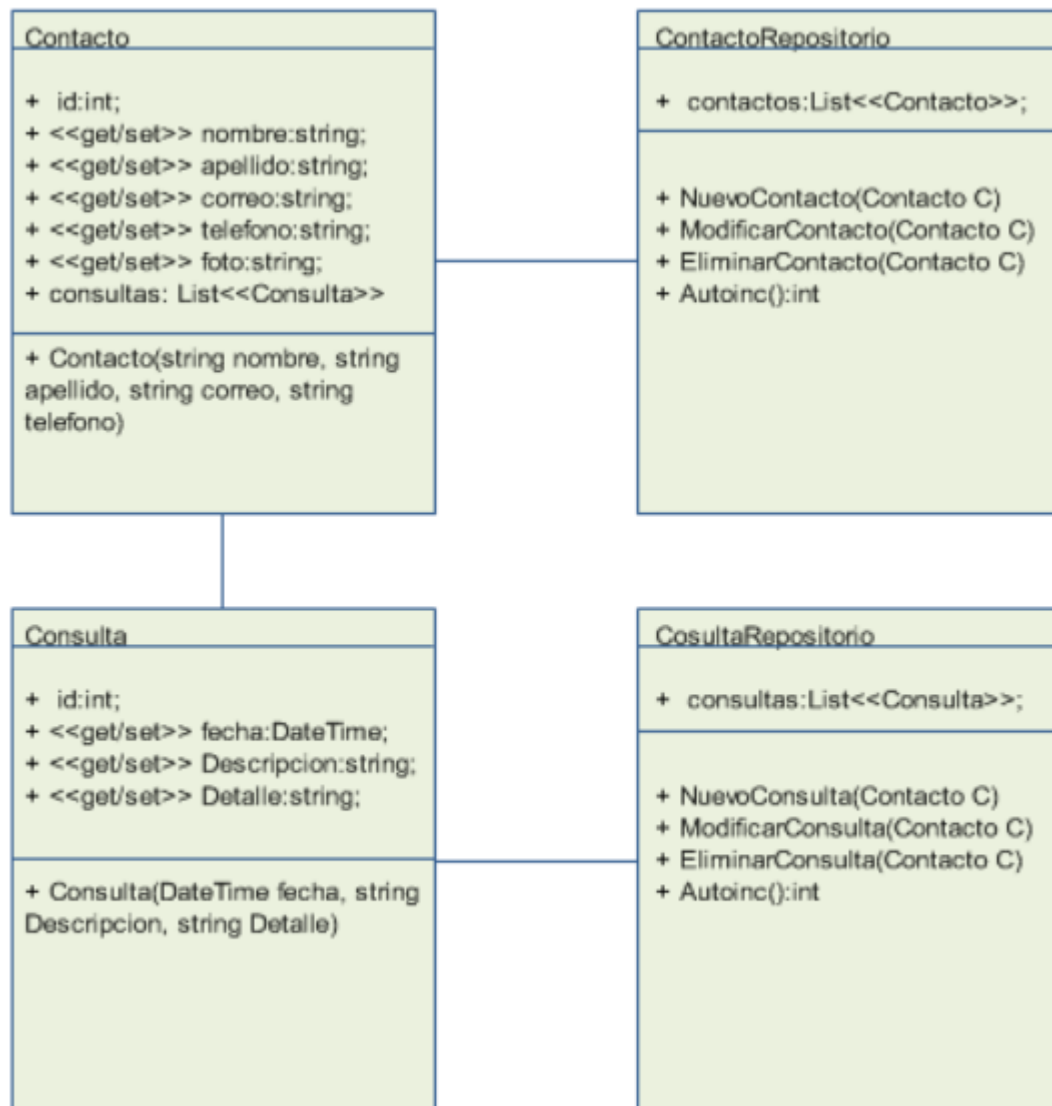 Contacto
+ id:int;
+ <<get/set>> nombre:string;
+ <<get/set>> apellido:string;
+ <<get/set>> correo:string;
+ <<get/set>> telefono:string;
+ <<get/set>> foto:string;
+ consultas: List<<Consulta>>
+ Contacto(string nombre, string
apellido, string correo, string
telefono)
ContactoRepositorio
+ contactos:List<<Contacto>>;
+ NuevoContacto(Contacto C)
+ ModificarContacto(Contacto C)
+ EliminarContacto(Contacto C)
+ Autoinc():int
Consulta
+ id:int;
+ <<get/set>> fecha:DateTime;
+ <<get/set>> Descripcion:string;
+ <<get/set>> Detalle:string;
+ Consulta(DateTime fecha, string
Descripcion, string Detalle)
CosultaRepositorio
+ consultas:List<<Consulta>>;
+ NuevoConsulta(Contacto C)
+ ModificarConsulta(Contacto C)
+ EliminarConsulta(Contacto C)
+ Autoinc():int